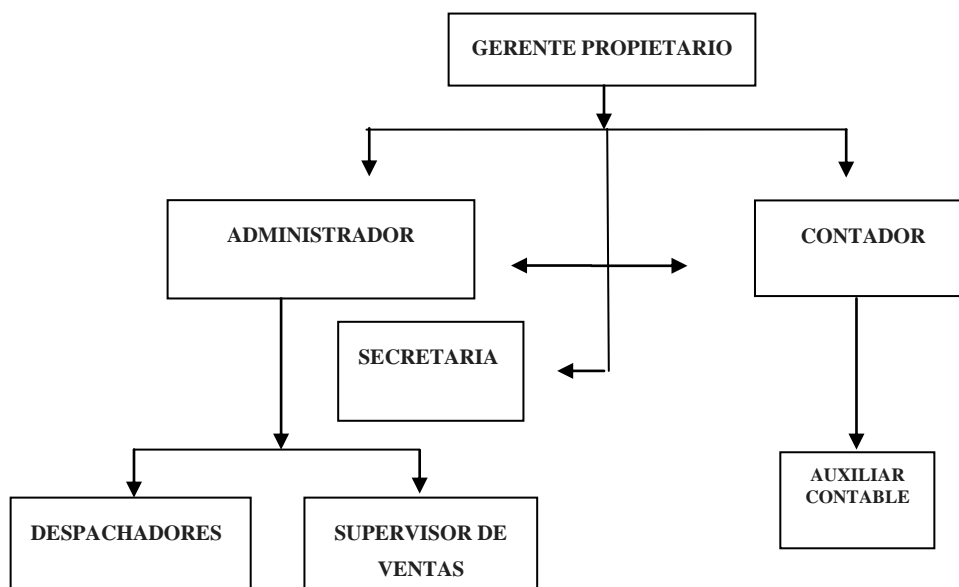 GERENTE PROPIETARIO
ADMINISTRADOR
CONTADOR
SECRETARIA
AUXILIAR
CONTABLE
DESPACHADORES
SUPERVISOR DE
VENTAS